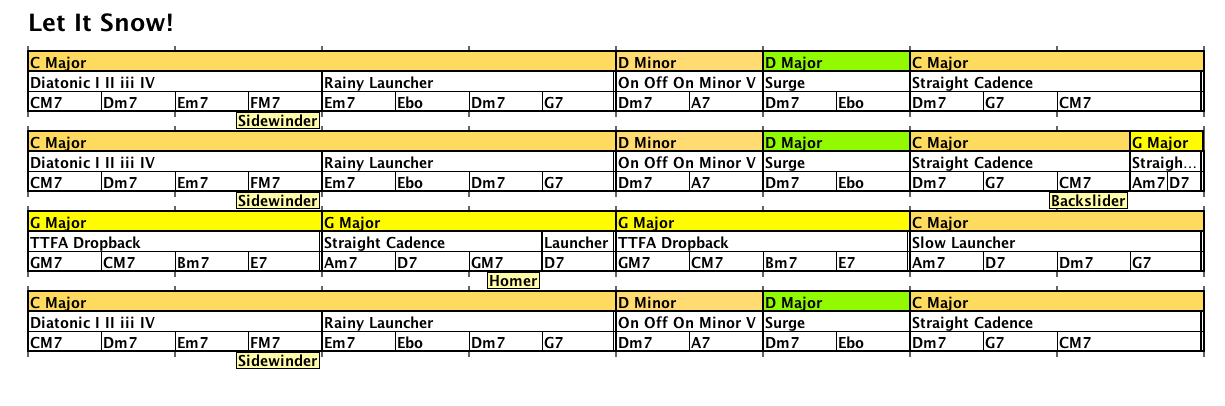 Let It Snow!
C Major D Minor D Major C Major
Diatonic I II iii IV Rainy Launcher On Off On Minor V Surge Straight Cadence
CM7 Dm7 Em7 FM7 Em7 Ebo Dm7 G7 Dm7 A7 Dm7 Ebo Dm7 G7 CM7
Sidewinder
C Major D Minor D Major C Major G Major
Diatonic I II iii IV Rainy Launcher On Off On Minor V Surge Straight Cadence Straigh...
CM7 Dm7 Em7 FM7 Em7 Ebo Dm7 G7 Dm7 A7 Dm7 Ebo Dm7 G7 CM7 Am7 D7
Sidewinder Backslider
G Major G Major G Major C Major
TTFA Dropback Straight Cadence Launcher TTFA Dropback Slow Launcher
GM7 CM7 Bm7 E7 Am7 D7 GM7 D7 GM7 CM7 Bm7 E7 Am7 D7 Dm7 G7
Homer
C Major D Minor D Major C Major
Diatonic I II iii IV Rainy Launcher On Off On Minor V Surge Straight Cadence
CM7 Dm7 Em7 FM7 Em7 Ebo Dm7 G7 Dm7 A7 Dm7 Ebo Dm7 G7 CM7
Sidewinder